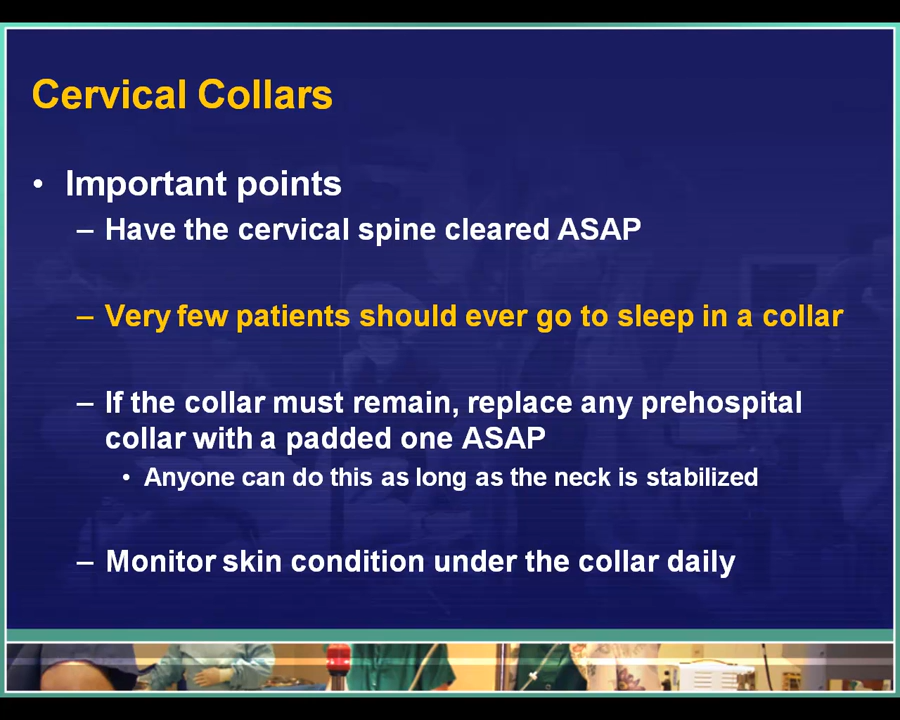 Cervical Collars
• Important points
– Have the cervical spine cleared ASAP
– Very few patients should ever go to sleep in a collar
– If the collar must remain, replace any prehospital
collar with a padded one ASAP
• Anyone can do this as long as the neck is stabilized
– Monitor skin condition under the collar daily